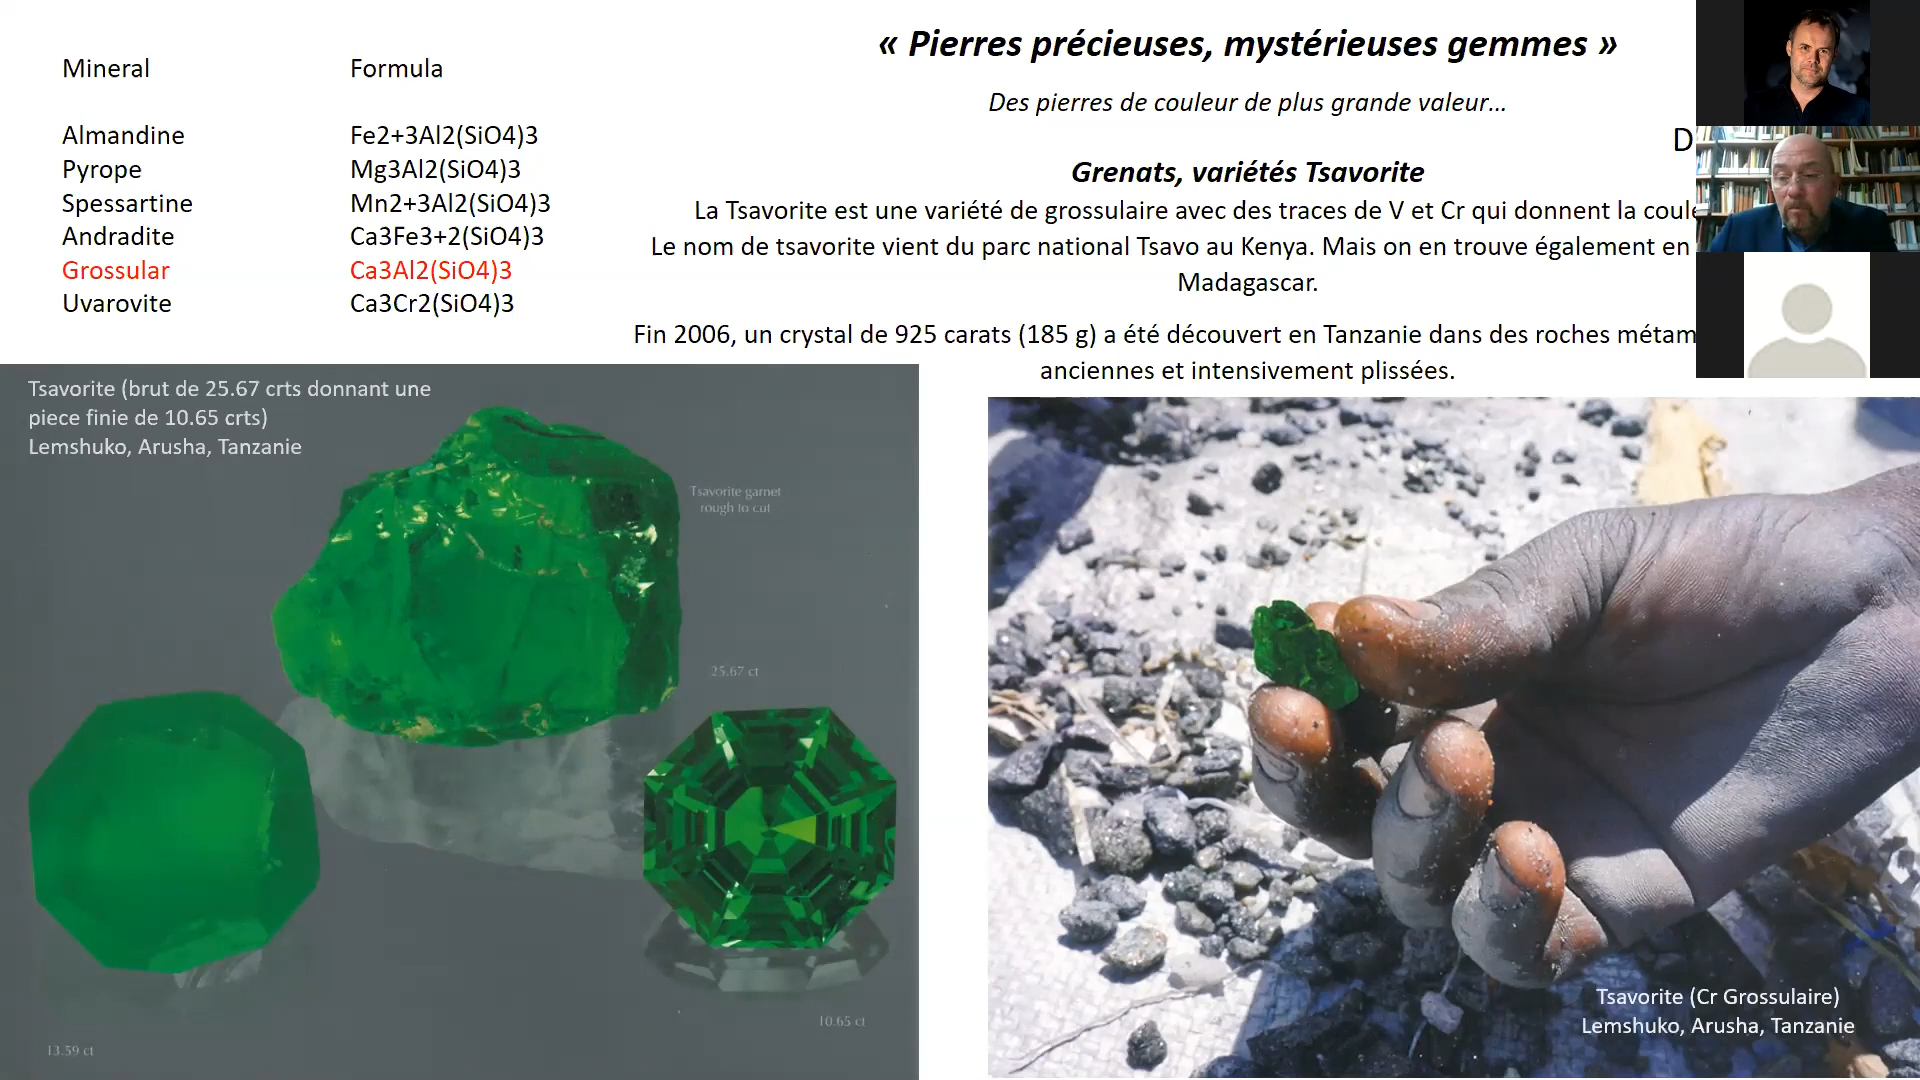 Mineral Formula
Almandine Fe2+3Al2(SiO4)3
Pyrope Mg3Al2(SiO4)3
Spessartine Mn2+3Al2(SiO4)3
Andradite Ca3Fe3+2(SiO4)3
Grossular Ca3Al2(SiO4)3
Uvarovite Ca3Cr2(SiO4)3
« Pierres précieuses, mystérieuses gemmes »
Des pierres de couleur de plus grande valeur...
D
Grenats, variétés Tsavorite
La Tsavorite est une variété de grossulaire avec des traces de V et Cr qui donnent la
Le nom de tsavorite vient du parc national Tsavo au Kenya. Mais on en trouve également en
Madagascar.
Fin 2006, un crystal de 925 carats (185 g) a été découvert en Tanzanie dans des roches
anciennes et intensivement plissées.
Tsavorite (brut de 25.67 crts donnant une
piece finie de 10.65 crts)
Lemshuko, Arusha, Tanzanie
Tsavorite garnet
rough to cut
25.67 ct
10.65 ct
13.59 ct
Tsavorite (Cr Grossulaire)
Lemshuko, Arusha, Tanzanie